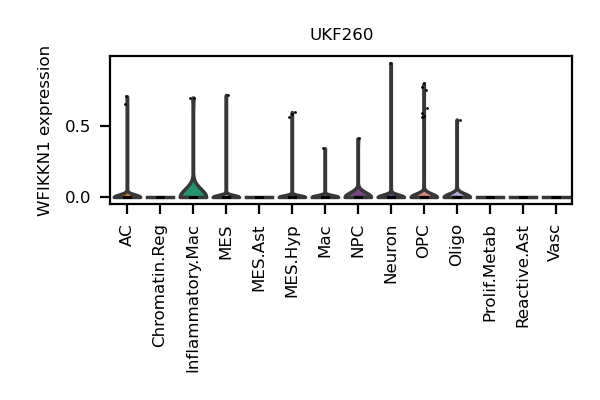 UKF260
WFIKKN1 expression
0.5
0.0
AC
Chromatin.Reg
Inflammatory.Mac
MES
MES.Ast
MES.Hyp
Mac
NPC
Neuron
OPC
Oligo
Prolif.Metab
Reactive.Ast
Vasc